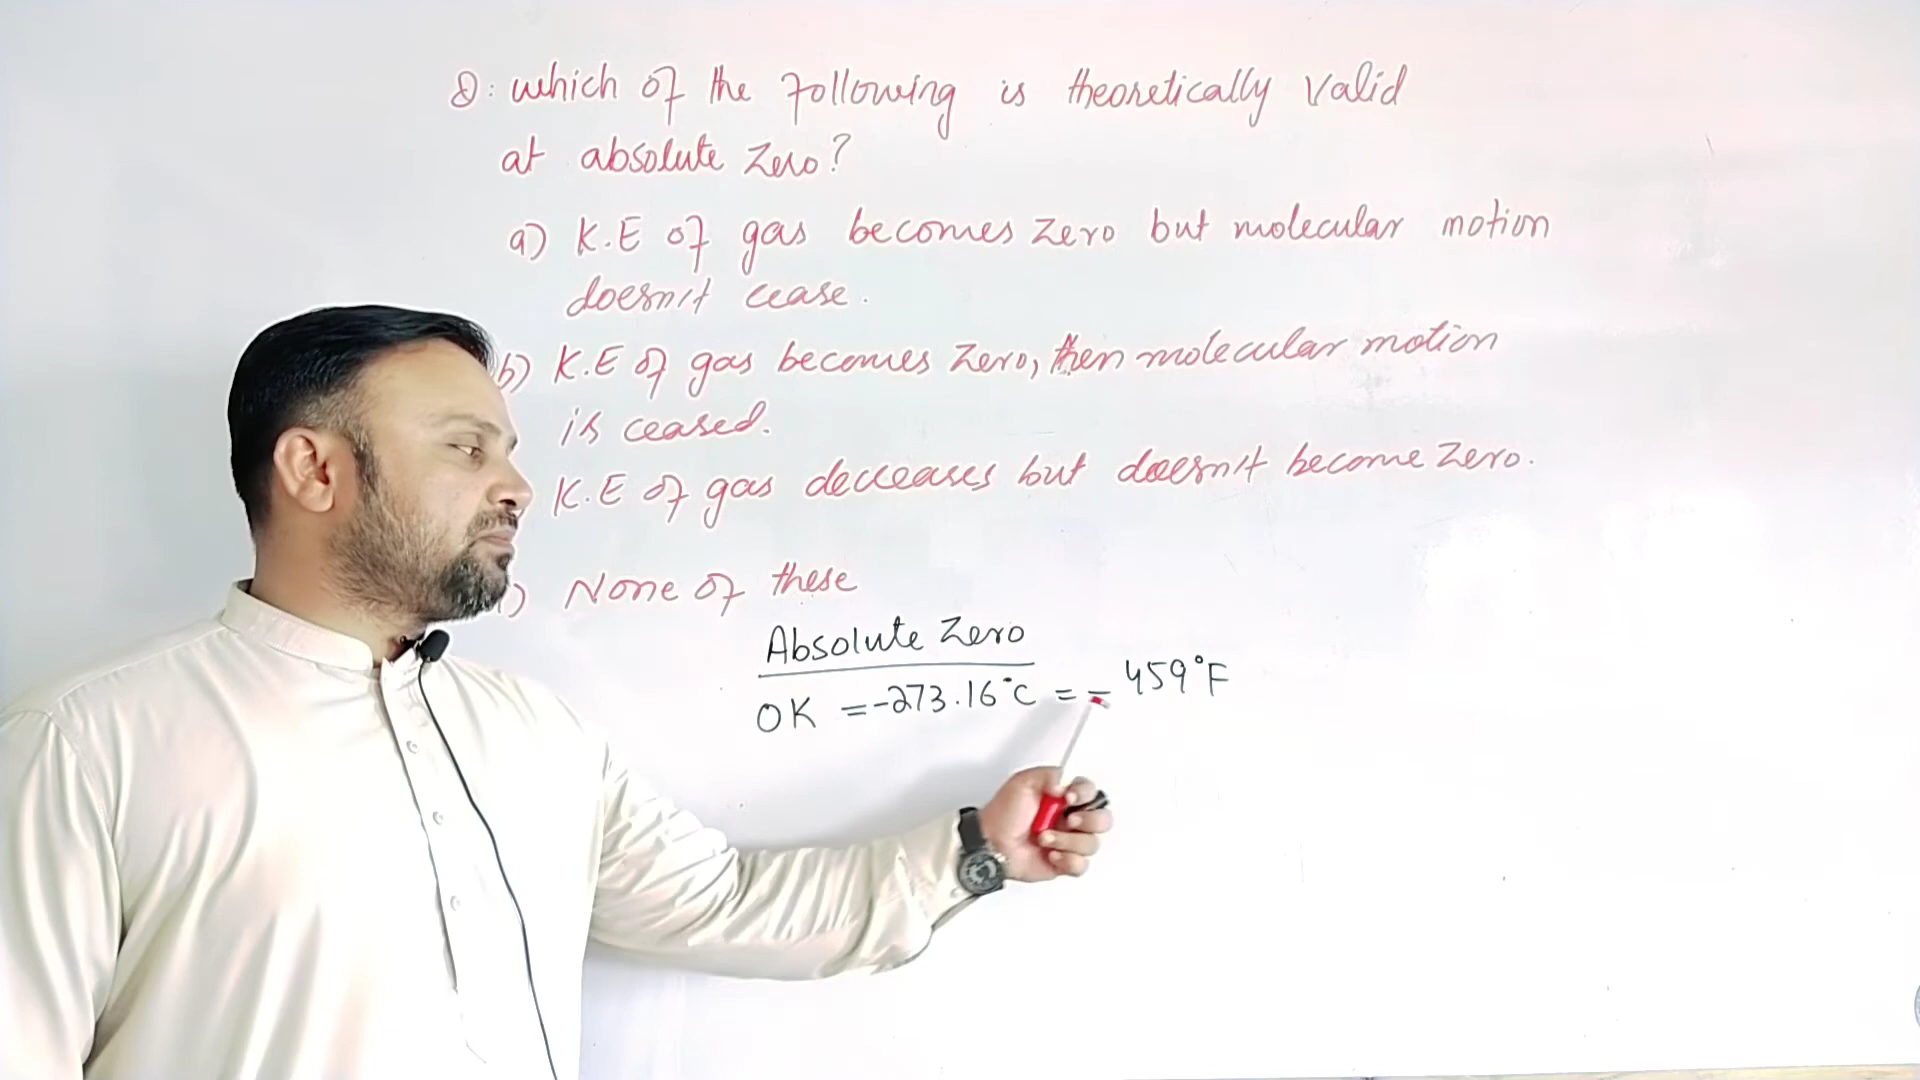 Q: which of the following is theoretically valid
at absolute zero?
a) K.E of gas becomes zero but molecular motion
doesn't cease.
b) K.E of gas becomes zero, then molecular motion
is ceased.
K.E of gas decreases but doesn't become zero.
) None of these
Absolute Zero
0K = -273.16°C = - 459°F